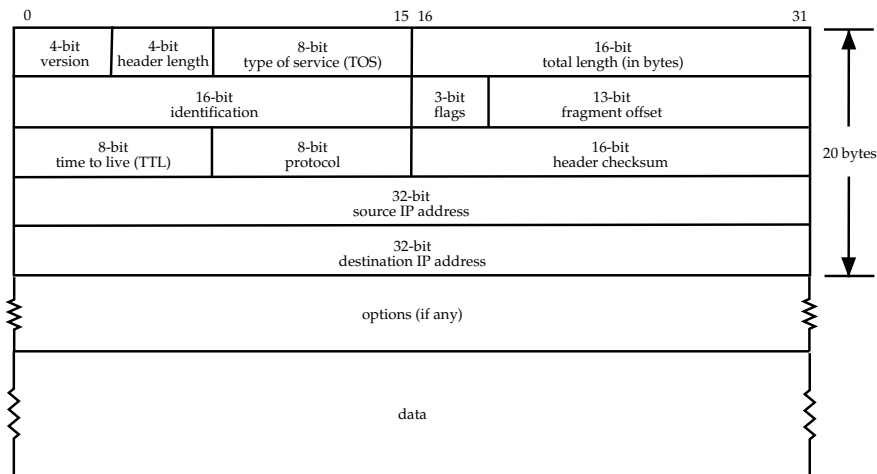 0 15 16 31
4-bit
version
4-bit
header length
8-bit
type of service (TOS)
16-bit
total length (in bytes)
16-bit
identification
3-bit
flags
13-bit
fragment offset
8-bit
time to live (TTL)
8-bit
protocol
16-bit
header checksum
20 bytes
32-bit
source IP address
32-bit
destination IP address
options (if any)
data